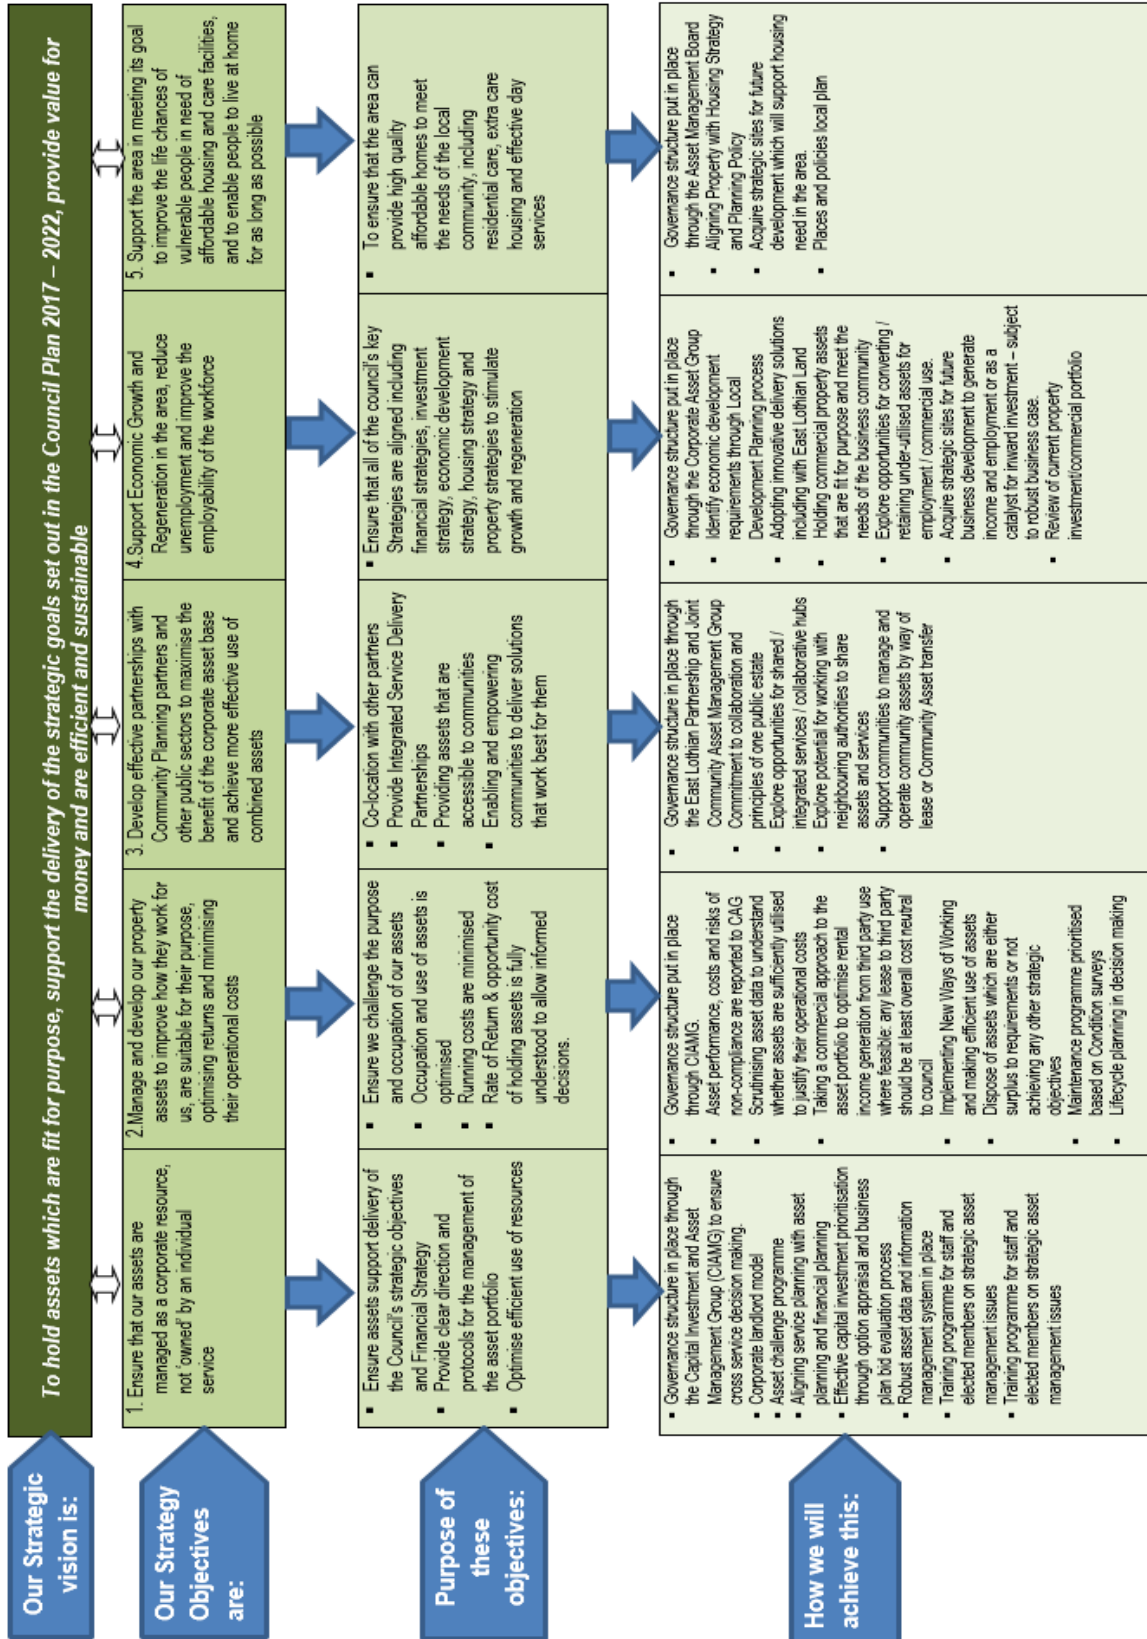 Our Strategic
vision is:
To hold assets which are fit for purpose, support the delivery of the strategic goals set out in the Council Plan 2017 – 2022, provide value for
money and are efficient and sustainable
Our Strategy
Objectives
are:
1. Ensure that our assets are
managed as a corporate resource,
not 'owned' by an individual
service
2.Manage and develop our property
assets to improve how they work for
us, are suitable for their purpose,
optimising returns and minimising
their operational costs
3. Develop effective partnerships with
Community Planning partners and
other public sectors to maximise the
benefit of the corporate asset base
and achieve more effective use of
combined assets
4.Support Economic Growth and
Regeneration in the area, reduce
unemployment and improve the
employability of the workforce
5. Support the area in meeting its goal
to improve the life chances of
vulnerable people in need of
affordable housing and care facilities,
and to enable people to live at home
for as long as possible
Purpose of
these
objectives:
▪ Ensure assets support delivery of
the Council's strategic objectives
and Financial Strategy
▪ Provide clear direction and
protocols for the management of
the asset portfolio
▪ Optimise efficient use of resources
▪ Ensure we challenge the purpose
and occupation of our assets
▪ Occupation and use of assets is
optimised
▪ Running costs are minimised
▪ Rate of Return & opportunity cost
of holding assets is fully
understood to allow informed
decisions.
▪ Co-location with other partners
▪ Provide Integrated Service Delivery
Partnerships
▪ Providing assets that are
accessible to communities
▪ Enabling and empowering
communities to deliver solutions
that work best for them
▪ Ensure that all of the council's key
Strategies are aligned including
financial strategies, investment
strategy, economic development
strategy, housing strategy and
property strategies to stimulate
growth and regeneration
▪ To ensure that the area can
provide high quality
affordable homes to meet
the needs of the local
community, including
residential care, extra care
housing and effective day
services
How we will
achieve this:
▪ Governance structure in place through
the Capital Investment and Asset
Management Group (CIAMG) to ensure
cross service decision making.
▪ Corporate landlord model
▪ Asset challenge programme
▪ Aligning service planning with asset
planning and financial planning
▪ Effective capital investment prioritisation
through option appraisal and business
plan bid evaluation process
▪ Robust asset data and information
management system in place
▪ Training programme for staff and
elected members on strategic asset
management issues
▪ Training programme for staff and
elected members on strategic asset
management issues
▪ Governance structure put in place
through CIAMG.
▪ Asset performance, costs and risks of
non-compliance are reported to CAG
▪ Scrutinising asset data to understand
whether assets are sufficiently utilised
to justify their operational costs
▪ Taking a commercial approach to the
asset portfolio to optimise rental
income generation from third party use
where feasible: any lease to third party
should be at least overall cost neutral
to council
▪ Implementing New Ways of Working
and making efficient use of assets
▪ Dispose of assets which are either
surplus to requirements or not
achieving any other strategic
objectives
▪ Maintenance programme prioritised
based on Condition surveys
▪ Lifecycle planning in decision making
▪ Governance structure in place through
the East Lothian Partnership and Joint
Community Asset Management Group
▪ Commitment to collaboration and
principles of one public estate
▪ Explore opportunities for shared /
integrated services / collaborative hubs
▪ Explore potential for working with
neighbouring authorities to share
assets and services
▪ Support communities to manage and
operate community assets by way of
lease or Community Asset transfer
▪ Governance structure put in place
through the Corporate Asset Group
▪ Identify economic development
requirements through Local
Development Planning process
▪ Adopting innovative delivery solutions
including with East Lothian Land
▪ Holding commercial property assets
that are fit for purpose and meet the
needs of the business community
▪ Explore opportunities for converting /
retaining under-utilised assets for
employment / commercial use.
▪ Acquire strategic sites for future
business development to generate
income and employment or as a
catalyst for inward investment – subject
to robust business case.
▪ Review of current property
investment/commercial portfolio
▪ Governance structure put in place
through the Asset Management Board
▪ Aligning Property with Housing Strategy
and Planning Policy
▪ Acquire strategic sites for future
development which will support housing
need in the area.
▪ Places and policies local plan